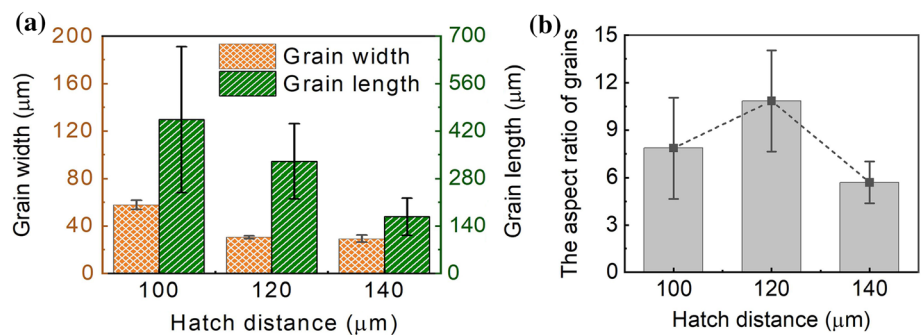 (a)
200
160
120
80
40
0
Grain width (μm)
Grain width
Grain length
700
560
420
280
140
0
Grain length (μm)
100 120 140
Hatch distance (μm)
(b)
15
12
9
6
3
0
The aspect ratio of grains
100 120 140
Hatch distance (μm)